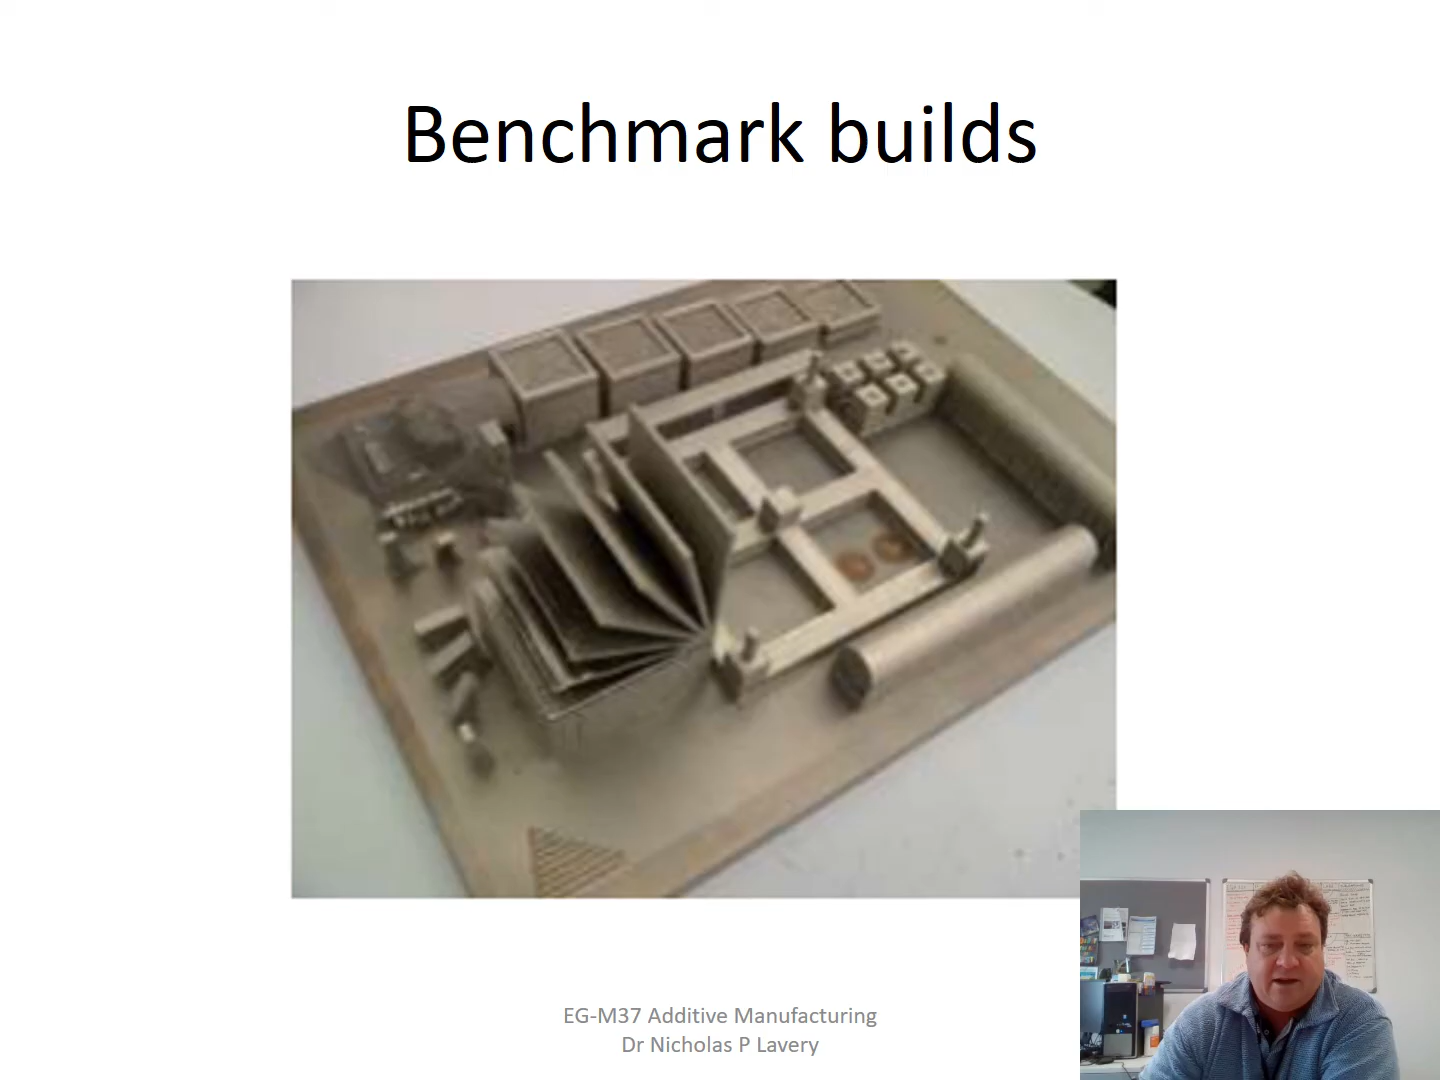 Benchmark builds
EG-M37 Additive Manufacturing
Dr Nicholas P Lavery